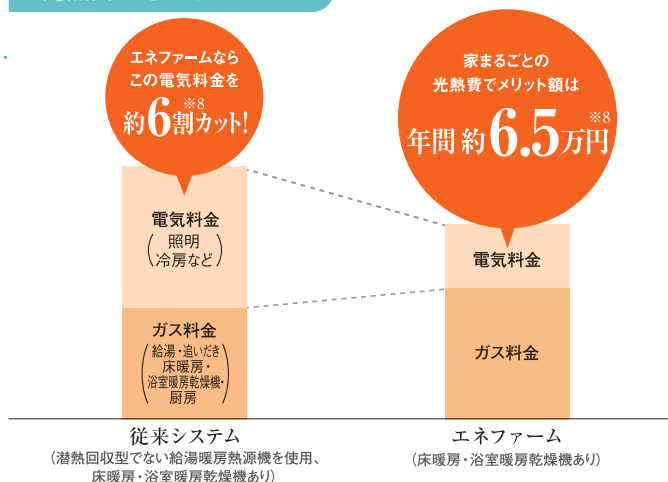 エネファームなら
この電気料金を
約6割カット!※8
家まるごとの
光熱費でメリット額は
年間約6.5万円※8
電気料金
(照明
冷房など)
ガス料金
(給湯・追いだき
床暖房・
浴室暖房乾燥機・
厨房)
電気料金
ガス料金
従来システム
(潜熱回収型でない給湯暖房熱源機を使用、
床暖房・浴室暖房乾燥機あり)
エネファーム
(床暖房・浴室暖房乾燥機あり)